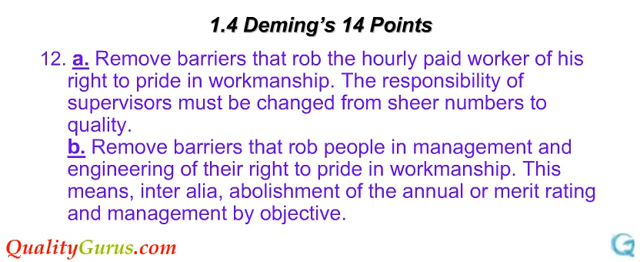 1.4 Deming's 14 Points
12. a. Remove barriers that rob the hourly paid worker of his
right to pride in workmanship. The responsibility of
supervisors must be changed from sheer numbers to
quality.
b. Remove barriers that rob people in management and
engineering of their right to pride in workmanship. This
means, inter alia, abolishment of the annual or merit rating
and management by objective.
QualityGurus.com